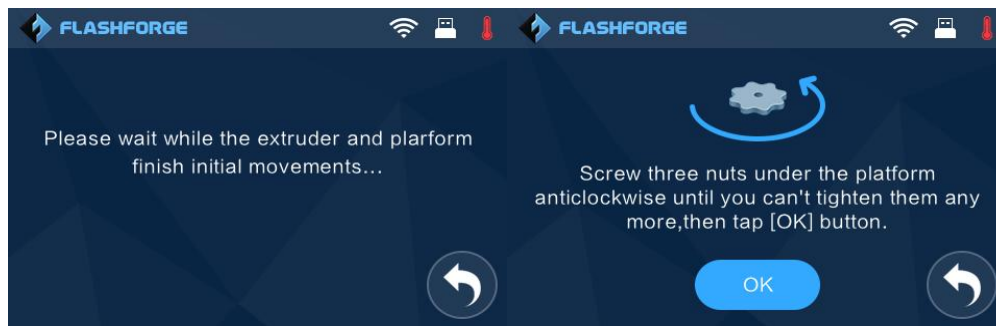 FLASHFORGE
Please wait while the extruder and plarform
finish initial movements...
FLASHFORGE
Screw three nuts under the platform
anticlockwise until you can't tighten them any
more,then tap [OK] button.
OK